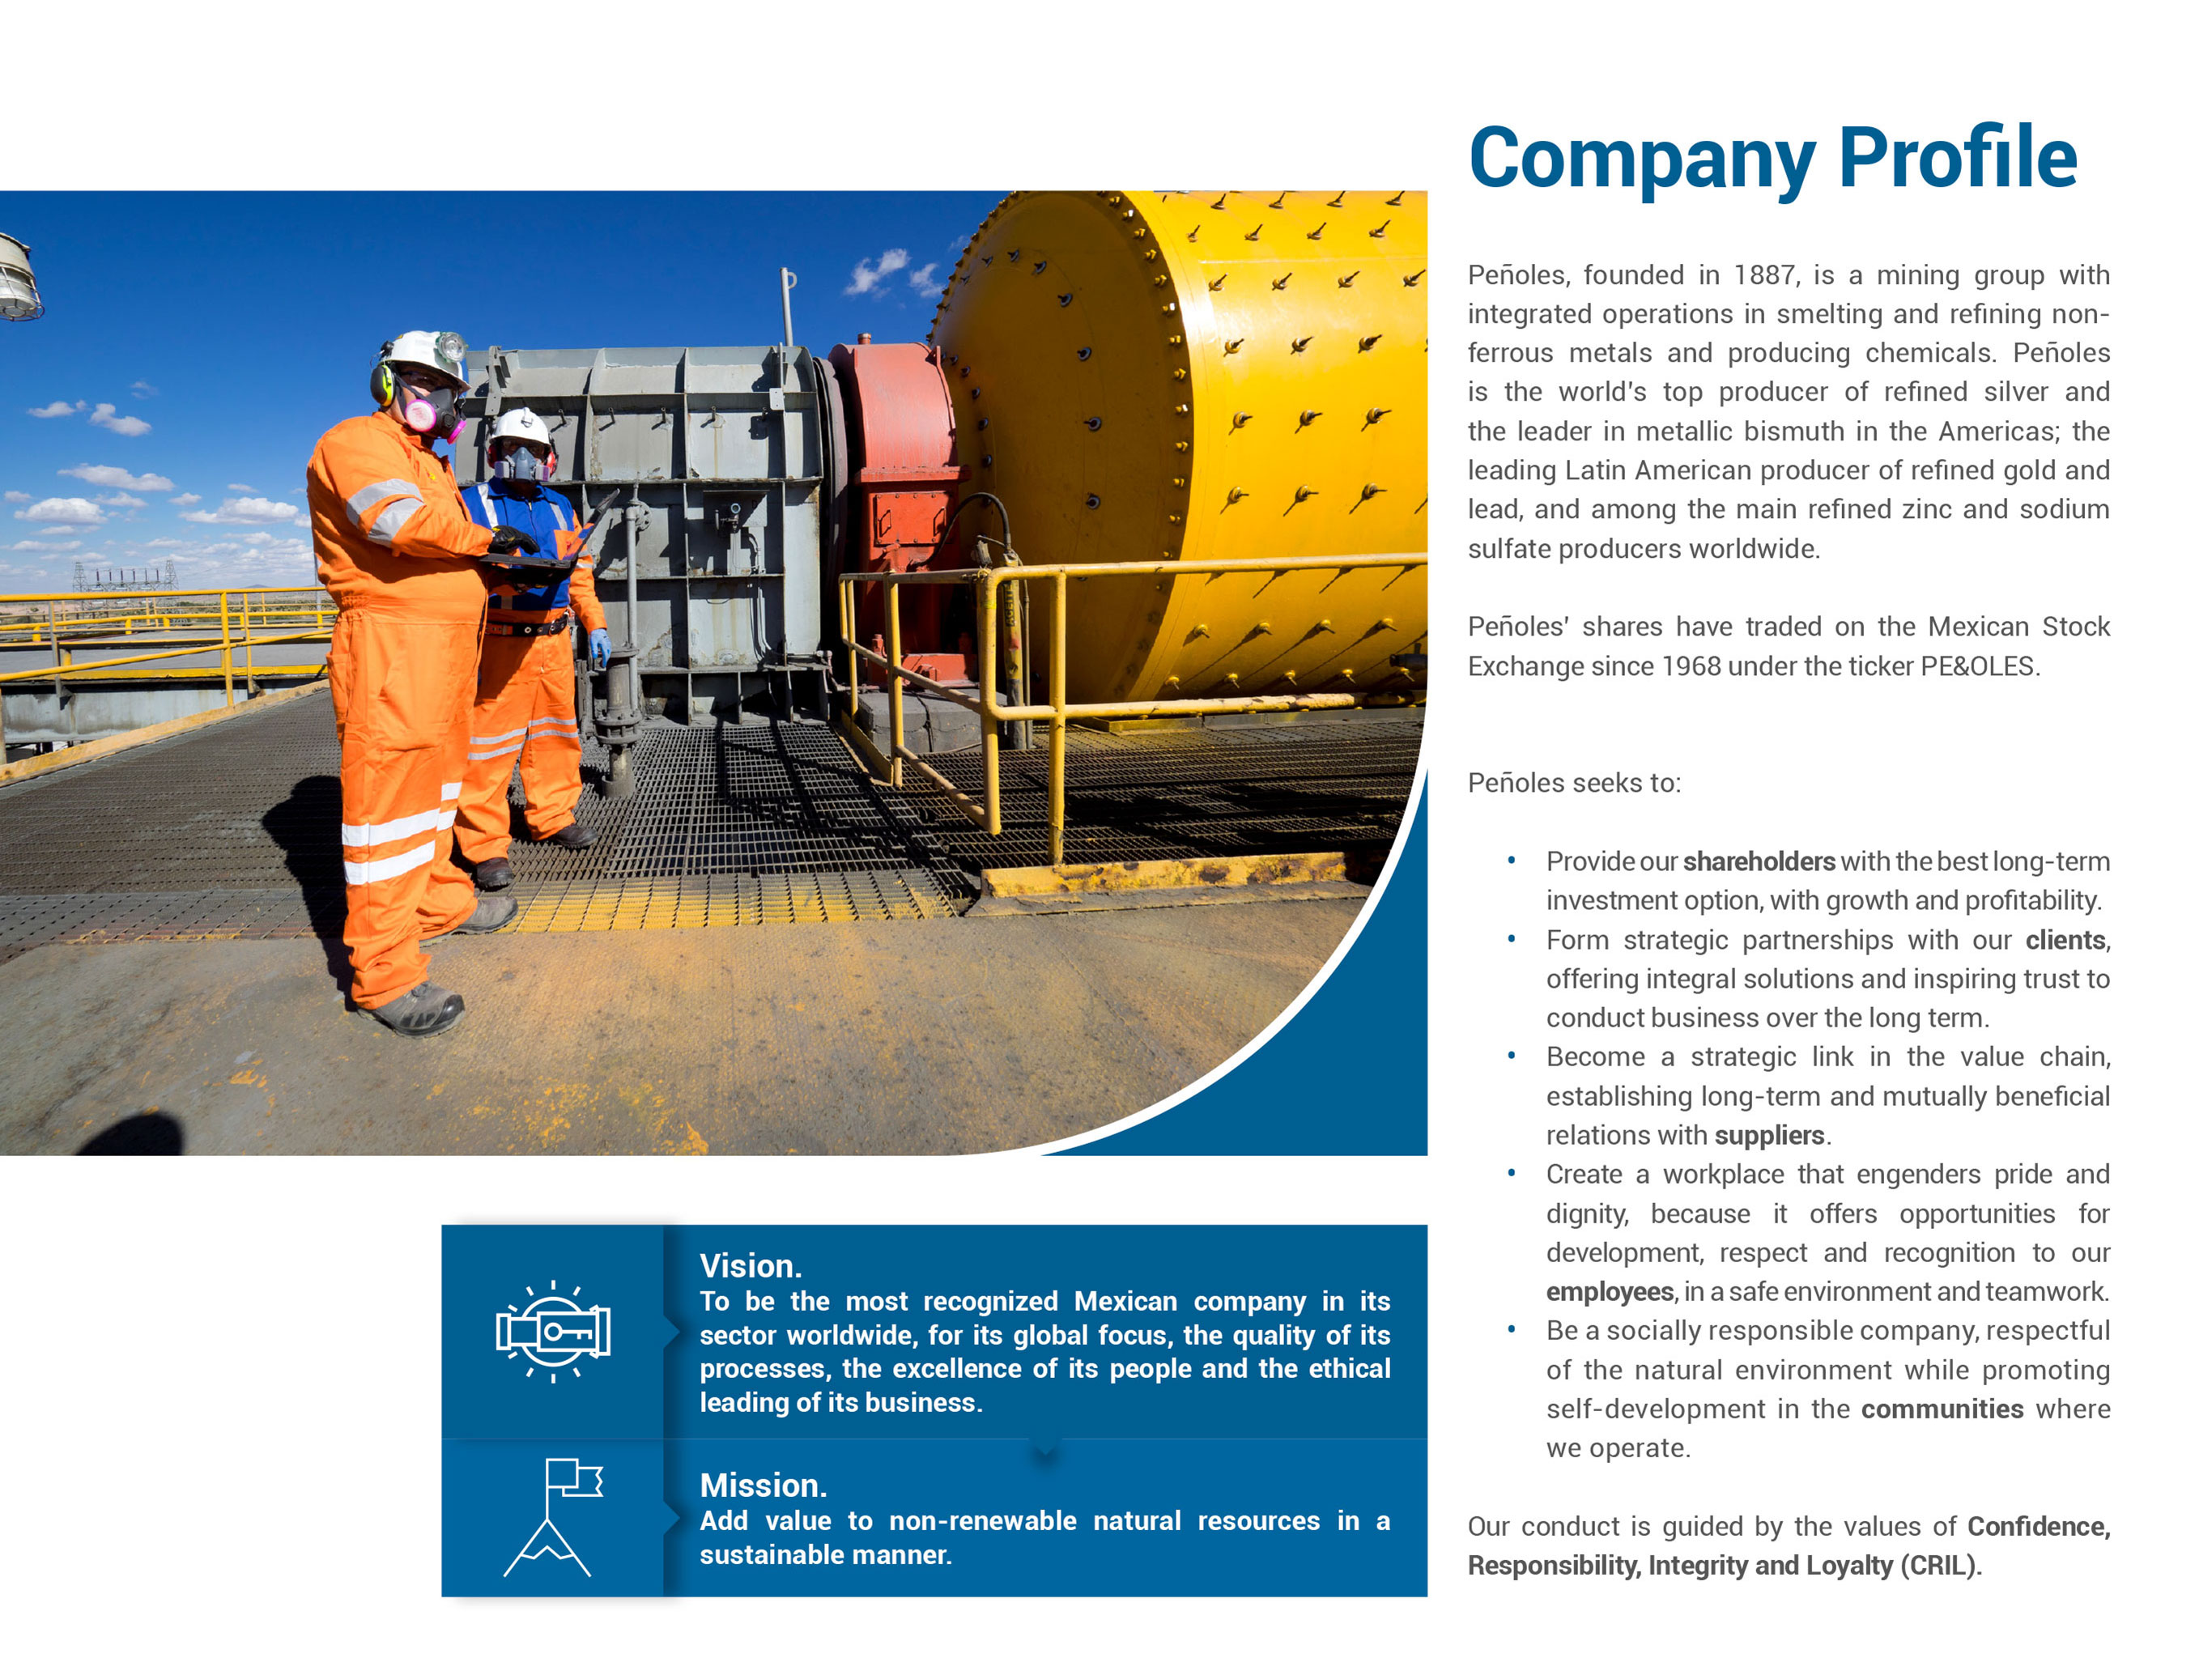 Company Profile
Peñoles, founded in 1887, is a mining group with
integrated operations in smelting and refining non-
ferrous metals and producing chemicals. Peñoles
is the world's top producer of refined silver and
the leader in metallic bismuth in the Americas; the
leading Latin American producer of refined gold and
lead, and among the main refined zinc and sodium
sulfate producers worldwide.
Peñoles' shares have traded on the Mexican Stock
Exchange since 1968 under the ticker PE&OLES.
Peñoles seeks to:
• Provide our shareholders with the best long-term
investment option, with growth and profitability.
• Form strategic partnerships with our clients,
offering integral solutions and inspiring trust to
conduct business over the long term.
• Become a strategic link in the value chain,
establishing long-term and mutually beneficial
relations with suppliers.
• Create a workplace that engenders pride and
dignity, because it offers opportunities for
development, respect and recognition to our
employees, in a safe environment and teamwork.
• Be a socially responsible company, respectful
of the natural environment while promoting
self-development in the communities where
we operate.
Our conduct is guided by the values of Confidence,
Responsibility, Integrity and Loyalty (CRIL).
Vision.
To be the most recognized Mexican company in its
sector worldwide, for its global focus, the quality of its
processes, the excellence of its people and the ethical
leading of its business.
Mission.
Add value to non-renewable natural resources in a
sustainable manner.